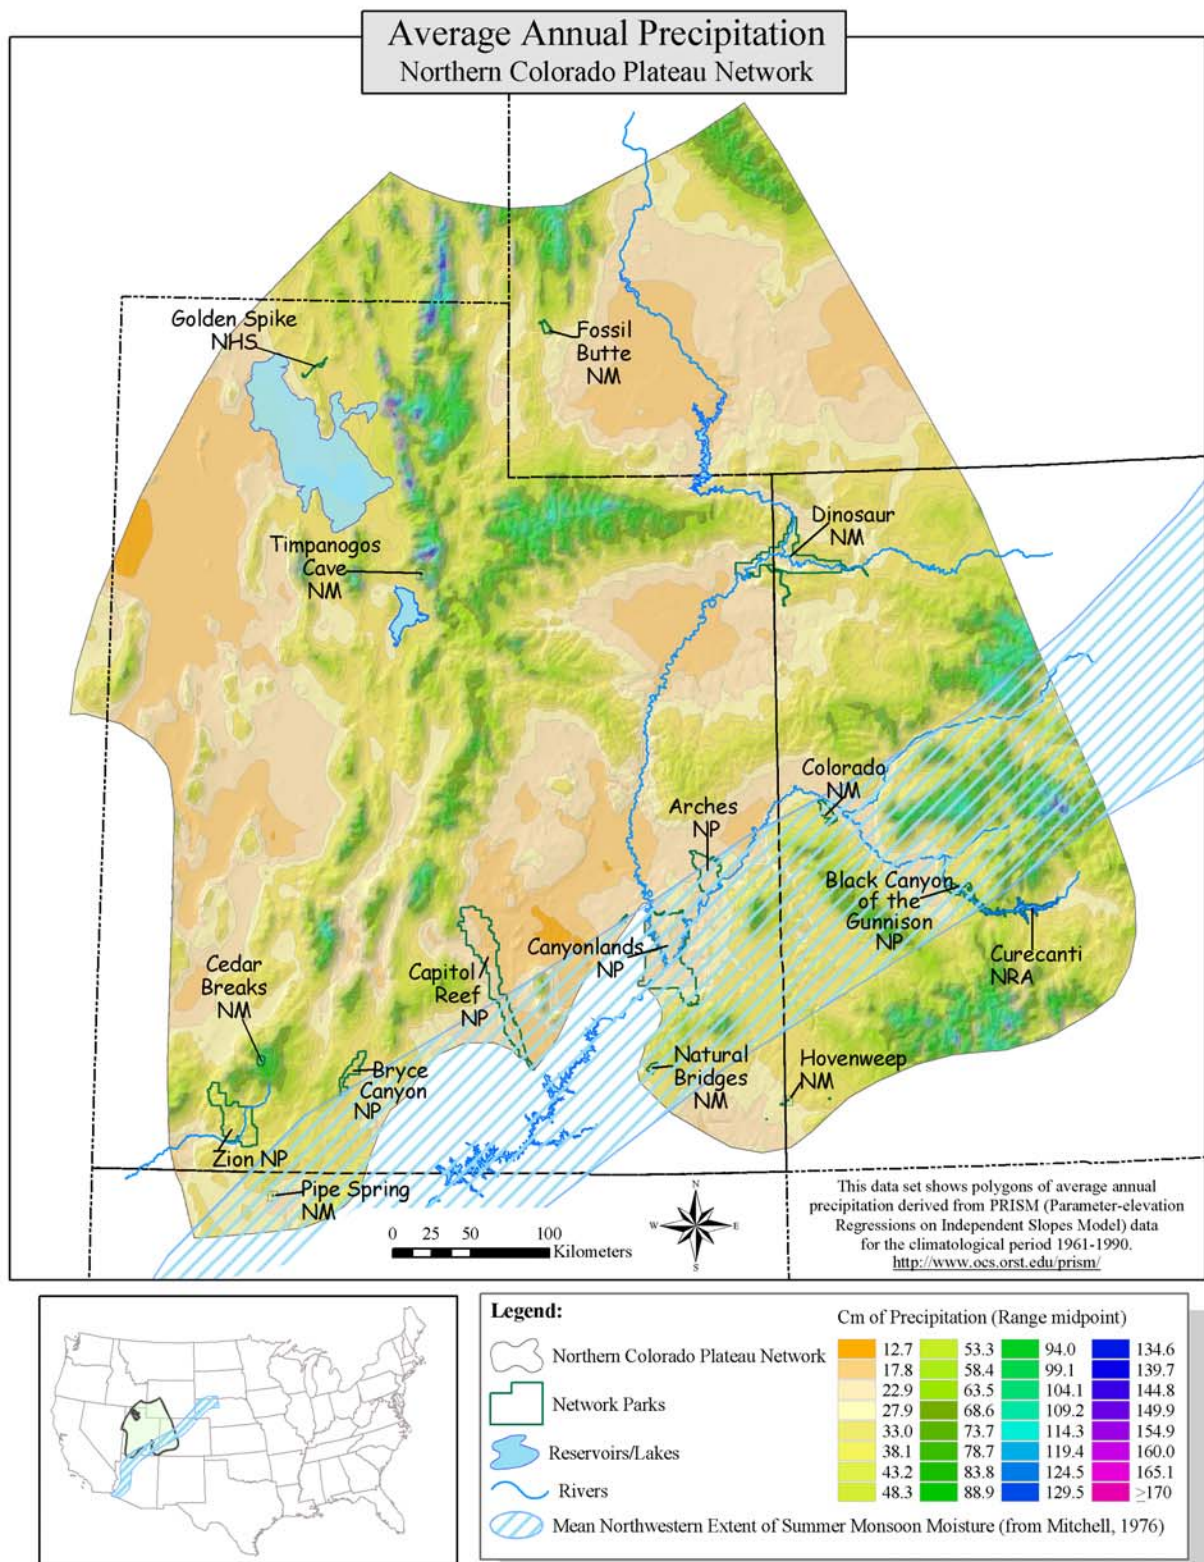 Average Annual Precipitation
Northern Colorado Plateau Network
Golden Spike
NHS
Fossil
Butte
NM
Dinosaur
NM
Timpanogos
Cave
NM
Colorado
NM
Arches
NP
Black Canyon
of the
Gunnison
NP
Canyonlands
NP
Curecanti
NRA
Cedar
Breaks
NM
Capitol
Reef
NP
Natural
Bridges
NM
Hovenweep
NM
Bryce
Canyon
NP
Zion NP
Pipe Spring
NM
0 25 50 100
Kilometers
N
W E
S
This data set shows polygons of average annual
precipitation derived from PRISM (Parameter-elevation
Regressions on Independent Slopes Model) data
for the climatological period 1961-1990.
http://www.ocs.orst.edu/prism/
Legend:
Northern Colorado Plateau Network
Network Parks
Reservoirs/Lakes
Rivers
Mean Northwestern Extent of Summer Monsoon Moisture (from Mitchell, 1976)
Cm of Precipitation (Range midpoint)
12.7 53.3 94.0 134.6
17.8 58.4 99.1 139.7
22.9 63.5 104.1 144.8
27.9 68.6 109.2 149.9
33.0 73.7 114.3 154.9
38.1 78.7 119.4 160.0
43.2 83.8 124.5 165.1
48.3 88.9 129.5 ≥170